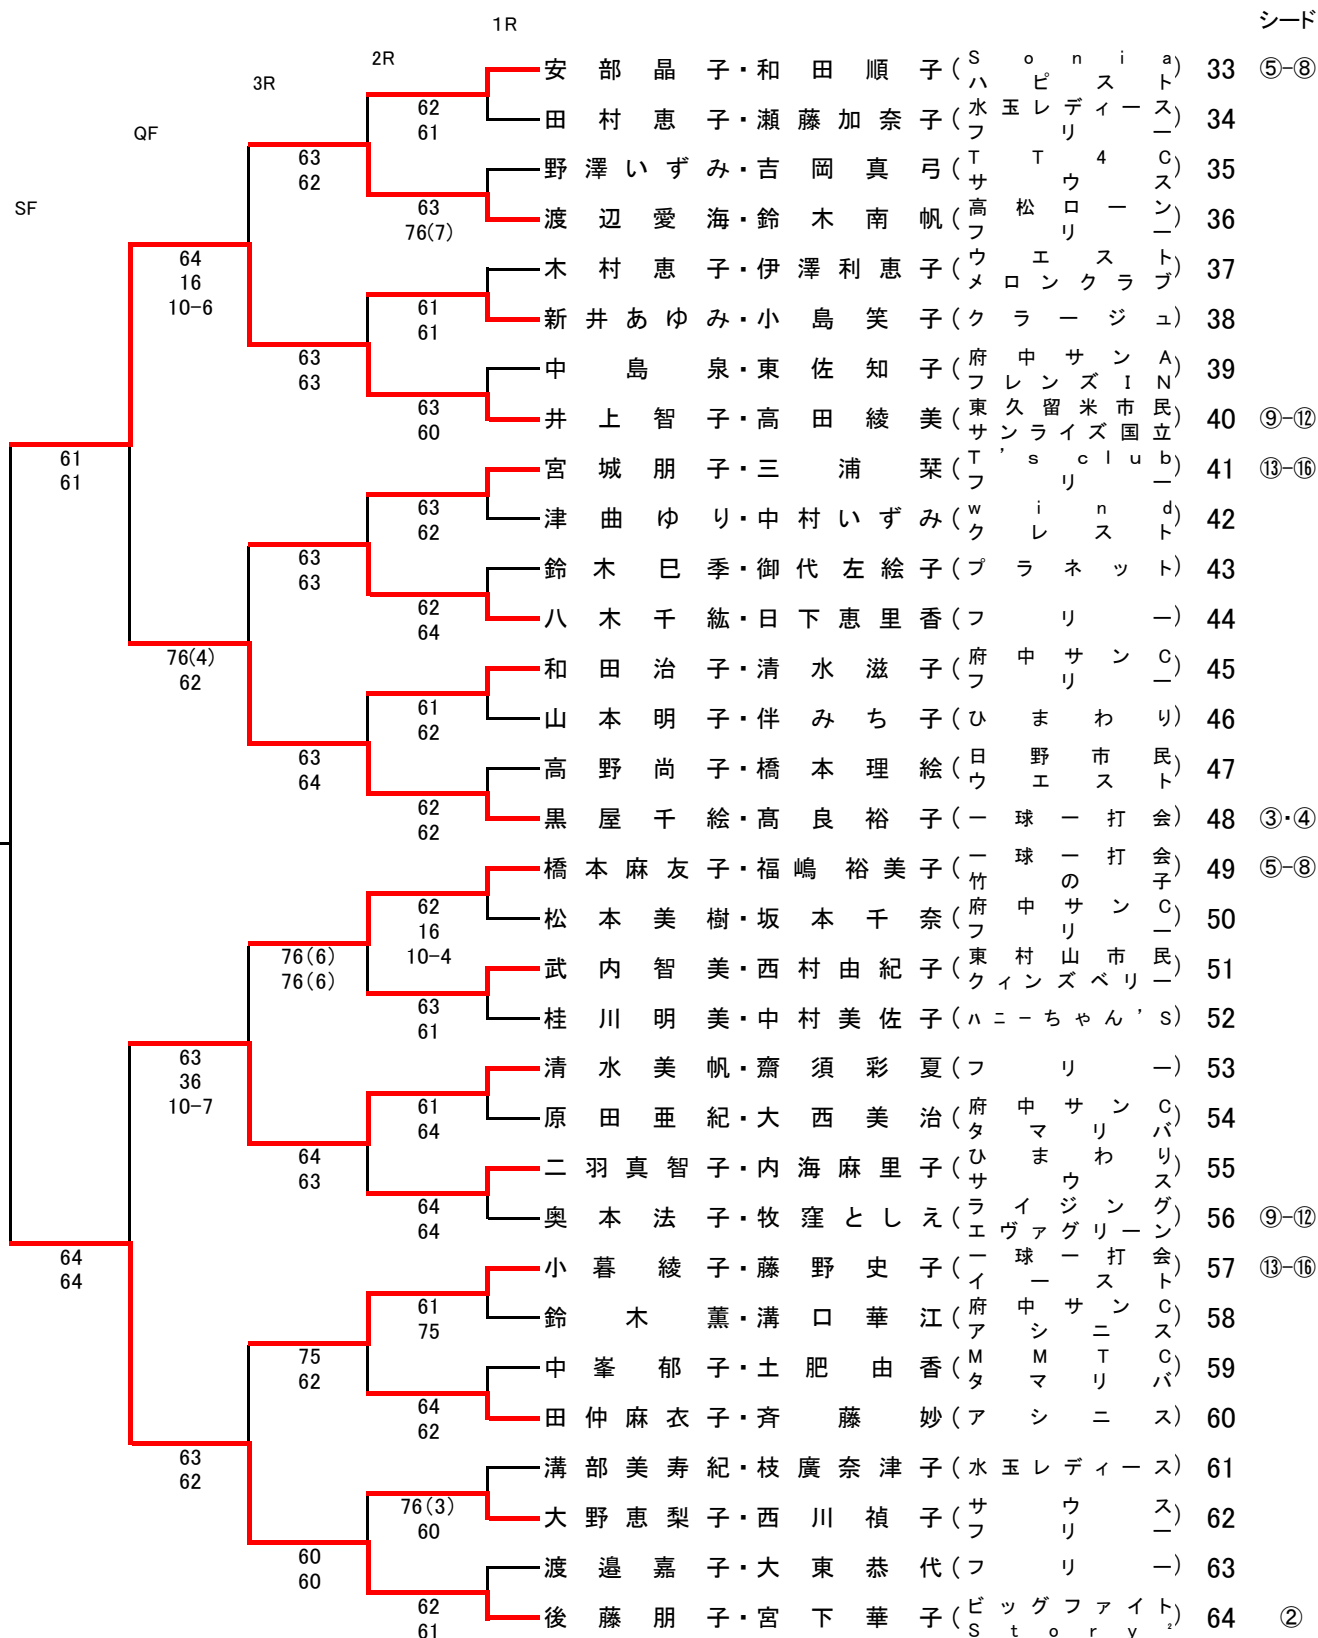 シード
1R
2R
3R
QF
SF
安部晶子・和田順子(Sonia ハピスト) 33 ⑤-⑧
62
61
田村恵子・瀬藤加奈子(水玉レディース フリー) 34
63
62
野澤いずみ・吉岡真弓(TT4C サウス) 35
63
76(7)
渡辺愛海・鈴木南帆(高松ローン フリー) 36
64
16
10-6
木村恵子・伊澤利恵子(ウエスト メロンクラブ) 37
61
61
新井あゆみ・小島笑子(クラージュ) 38
63
63
中島泉・東佐知子(府中サンA フレンズIN) 39
63
60
井上智子・高田綾美(東久留米市民 サンライズ国立) 40 ⑨-⑫
61
61
宮城朋子・三浦栞(T'sclub フリー) 41 ⑬-⑯
63
62
津曲ゆり・中村いずみ(wind クレスト) 42
63
63
鈴木巳季・御代左絵子(プラネット) 43
62
64
八木千紘・日下恵里香(フリー) 44
76(4)
62
和田治子・清水滋子(府中サンC フリー) 45
61
62
山本明子・伴みち子(ひまわり) 46
63
64
高野尚子・橋本理絵(日野市民 ウエスト) 47
62
62
黒屋千絵・髙良裕子(一球一打会) 48 ③・④
橋本麻友子・福嶋裕美子(一球一打会 竹の子) 49 ⑤-⑧
62
16
10-4
松本美樹・坂本千奈(府中サンC フリー) 50
76(6)
76(6)
武内智美・西村由紀子(東村山市民 クィンズベリー) 51
63
61
桂川明美・中村美佐子(ハニーちゃん'S) 52
63
36
10-7
清水美帆・齋須彩夏(フリー) 53
61
64
原田亜紀・大西美治(府中サンC タマリバ) 54
64
63
二羽真智子・内海麻里子(ひまわり サウス) 55
64
64
奥本法子・牧窪としえ(ライジング エヴァグリーン) 56 ⑨-⑫
64
64
小暮綾子・藤野史子(一球一打会 イースト) 57 ⑬-⑯
61
75
鈴木薫・溝口華江(府中サンC アシニス) 58
75
62
中峯郁子・土肥由香(MMTC タマリバ) 59
64
62
田仲麻衣子・斉藤妙(アシニス) 60
63
62
溝部美寿紀・枝廣奈津子(水玉レディース) 61
76(3)
60
大野恵梨子・西川禎子(サウス フリー) 62
60
60
渡邉嘉子・大東恭代(フリー) 63
62
61
後藤朋子・宮下華子(ビッグファイト Story²) 64 ②